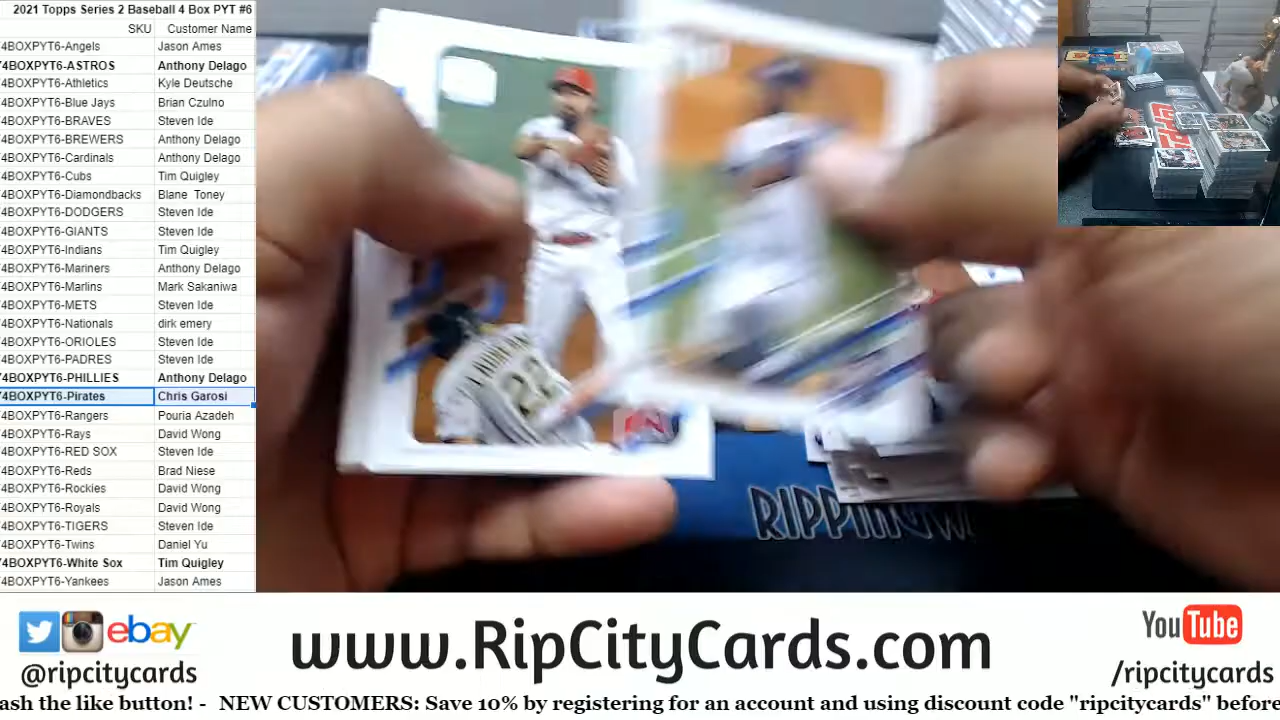 2021 Topps Series 2 Baseball 4 Box PYT #6
SKU Customer Name
4BOXPYT6-Angels Jason Ames
4BOXPYT6-ASTROS Anthony Delago
4BOXPYT6-Athletics Kyle Deutsche
4BOXPYT6-Blue Jays Brian Czulno
4BOXPYT6-BRAVES Steven Ide
4BOXPYT6-BREWERS Anthony Delago
4BOXPYT6-Cardinals Anthony Delago
4BOXPYT6-Cubs Tim Quigley
4BOXPYT6-Diamondbacks Blane Toney
4BOXPYT6-DODGERS Steven Ide
4BOXPYT6-GIANTS Steven Ide
4BOXPYT6-Indians Tim Quigley
4BOXPYT6-Mariners Anthony Delago
4BOXPYT6-Marlins Mark Sakaniwa
4BOXPYT6-METS Steven Ide
4BOXPYT6-Nationals dirk emery
4BOXPYT6-ORIOLES Steven Ide
4BOXPYT6-PADRES Steven Ide
4BOXPYT6-PHILLIES Anthony Delago
4BOXPYT6-Pirates Chris Garosi
4BOXPYT6-Rangers Pouria Azadeh
4BOXPYT6-Rays David Wong
4BOXPYT6-RED SOX Steven Ide
4BOXPYT6-Reds Brad Niese
4BOXPYT6-Rockies David Wong
4BOXPYT6-Royals David Wong
4BOXPYT6-TIGERS Steven Ide
4BOXPYT6-Twins Daniel Yu
4BOXPYT6-White Sox Tim Quigley
4BOXPYT6-Yankees Jason Ames
22
RIPPINGW
ebay
@ripcitycards
www.RipCityCards.com
YouTube
/ripcitycards
ash the like button! - NEW CUSTOMERS: Save 10% by registering for an account and using discount code "ripcitycards" before